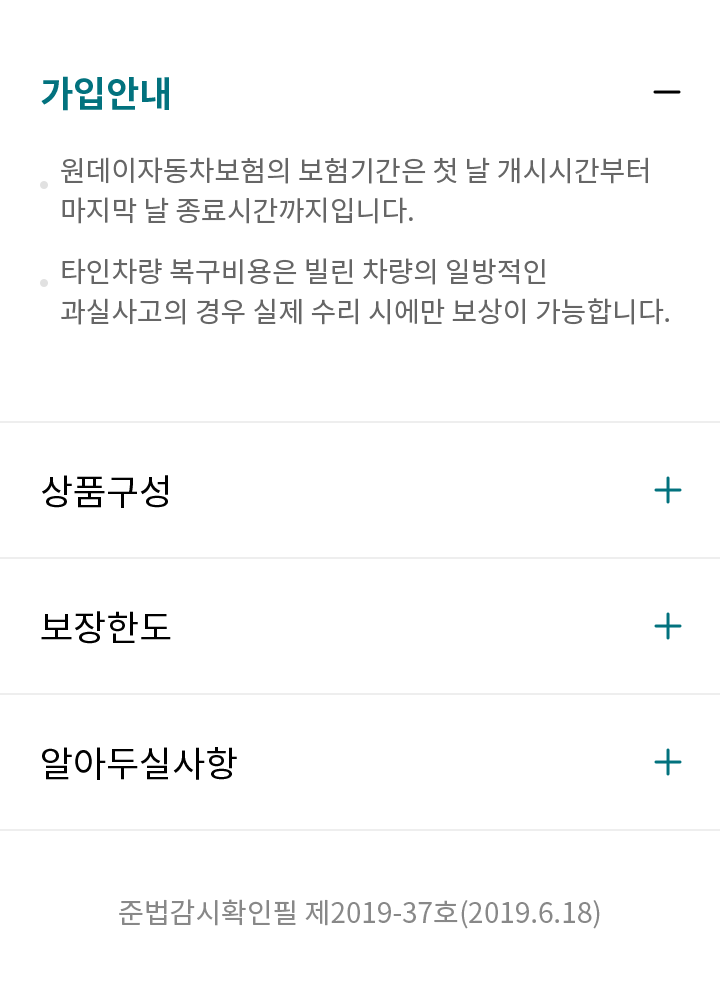 가입안내
원데이자동차보험의 보험기간은 첫 날 개시시간부터
마지막 날 종료시간까지입니다.
타인차량 복구비용은 빌린 차량의 일방적인
과실사고의 경우 실제 수리 시에만 보상이 가능합니다.
상품구성
보장한도
알아두실사항
준법감시확인필 제2019-37호(2019.6.18)